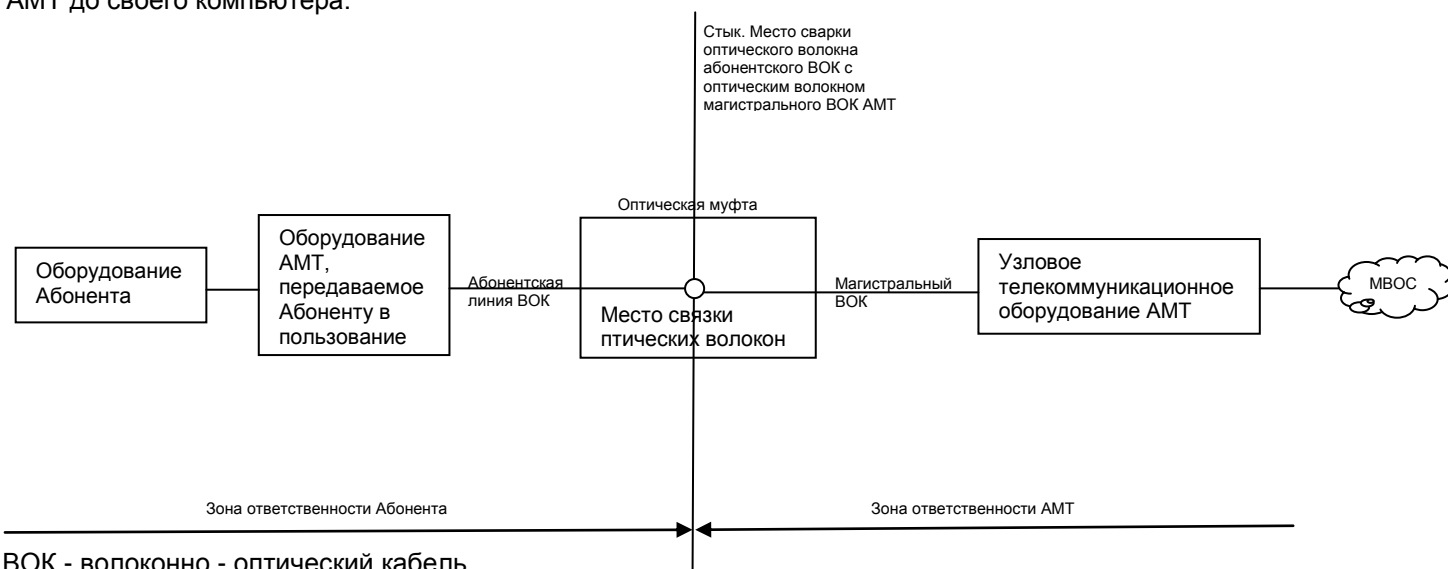 АМТ до своего компьютера.
Стык. Место сварки
оптического волокна
абонентского ВОК с
оптическим волокном
магистрального ВОК АМТ
Оптическая муфта
Оборудование
Абонента
Оборудование
АМТ,
передаваемое
Абоненту в
пользование
Абонентская
линия ВОК
Место связки
птических волокон
Магистральный
ВОК
Узловое
телекоммуникационное
оборудование АМТ
МВОС
Зона ответственности Абонента
Зона ответственности АМТ
ВОК - волоконно - оптический кабель